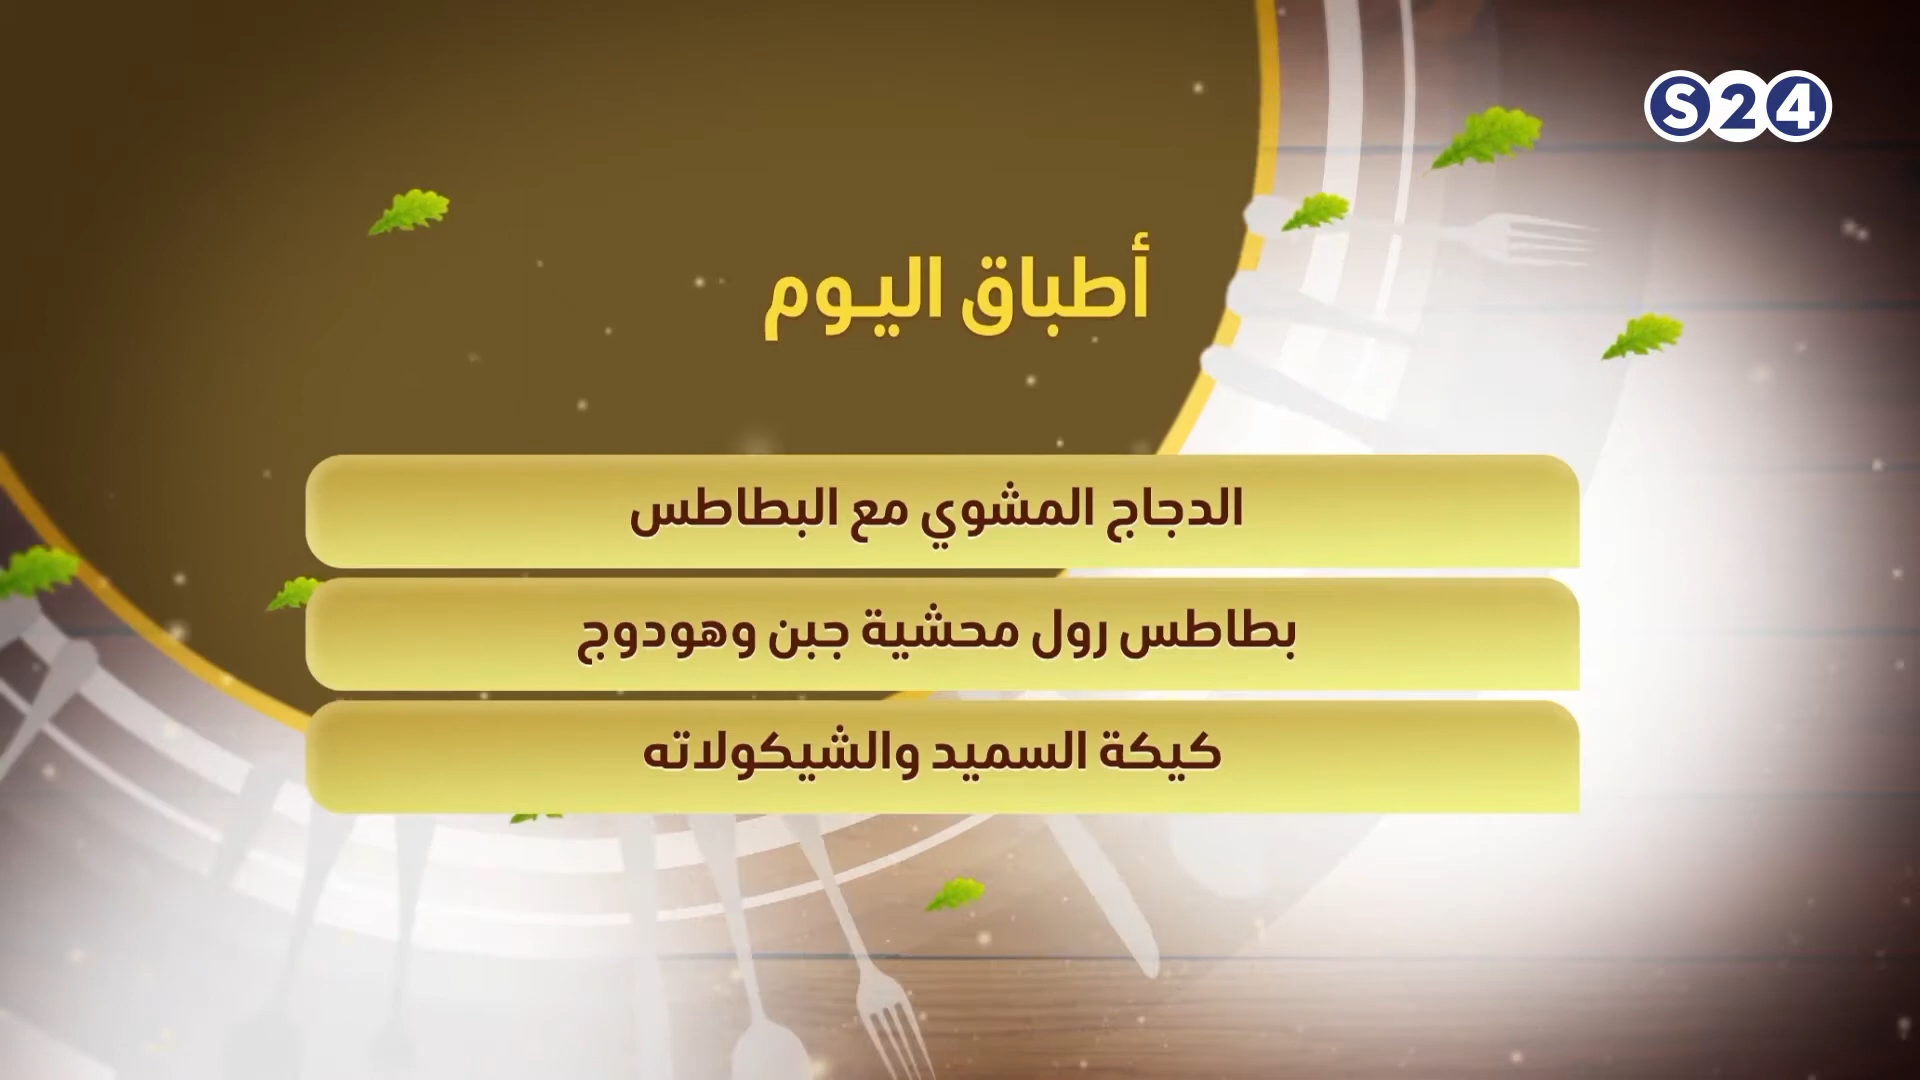 S24
أطباق اليوم
الدجاج المشوي مع البطاطس
بطاطس رول محشية جبن وهودوج
كيكة السميد والشيكولاته